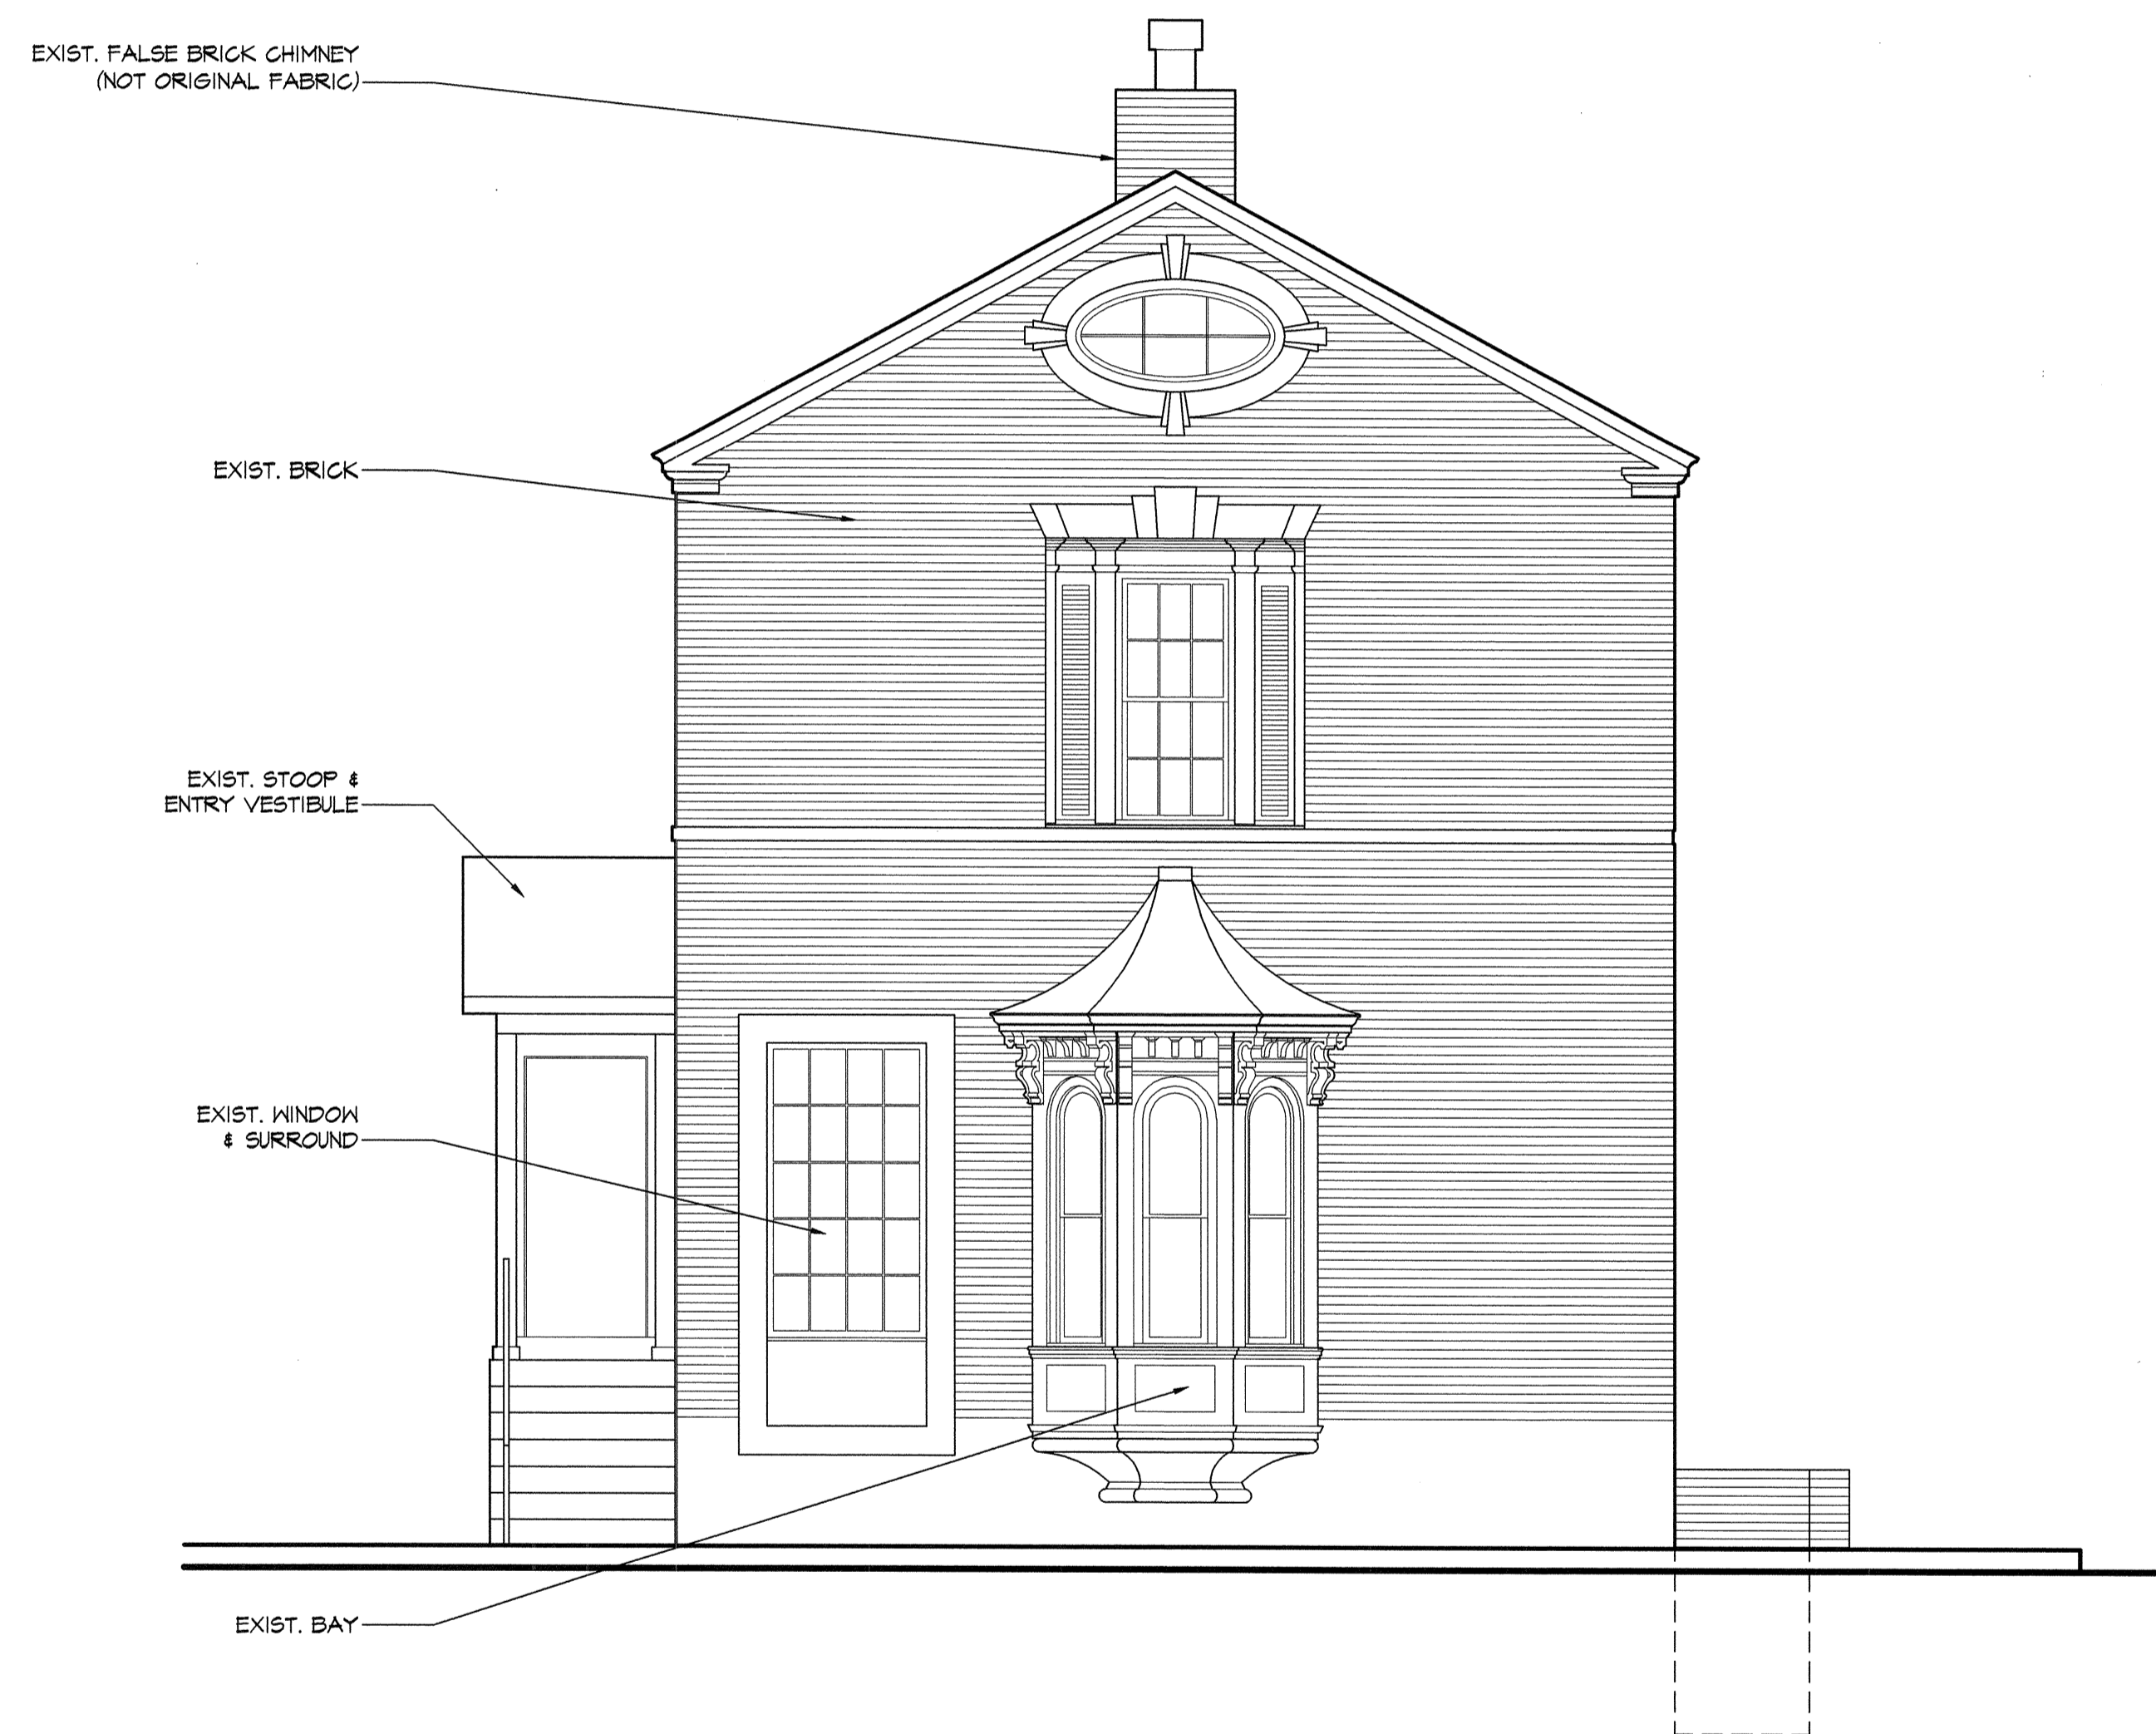 EXIST. FALSE BRICK CHIMNEY
(NOT ORIGINAL FABRIC)
EXIST. BRICK
EXIST. STOOP &
ENTRY VESTIBULE
EXIST. WINDOW
& SURROUND
EXIST. BAY